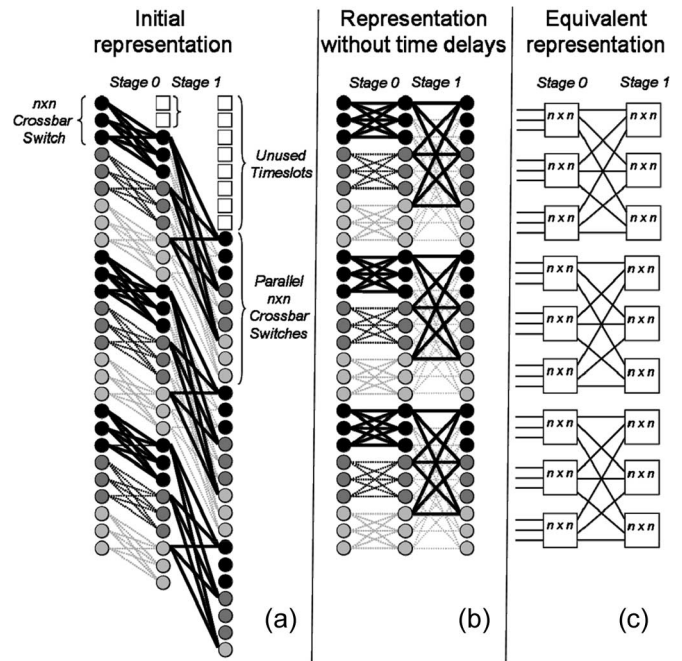 Initial
representation
Stage 0 Stage 1
nxn
Crossbar
Switch
Unused
Timeslots
Parallel
nxn
Crossbar
Switches
(a)
Representation
without time delays
Stage 0 Stage 1
(b)
Equivalent
representation
Stage 0 Stage 1
n x n n x n
n x n n x n
n x n n x n
n x n n x n
n x n n x n
n x n n x n
n x n n x n
n x n n x n
n x n n x n
(c)